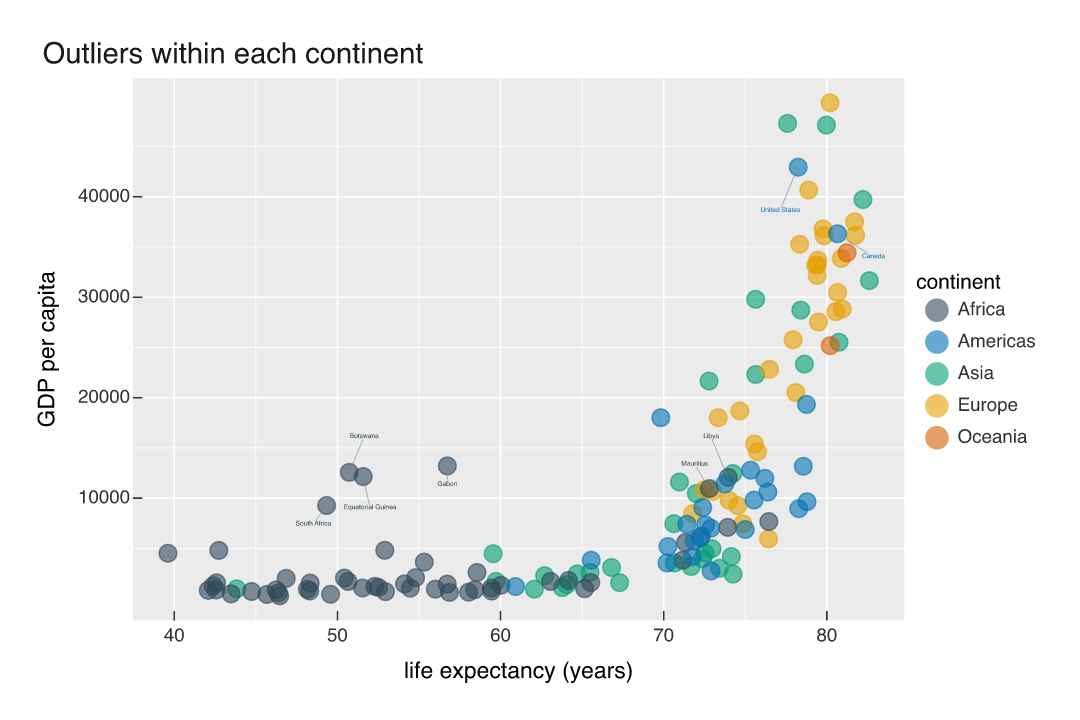 Outliers within each continent
GDP per capita
40000
30000
20000
10000
United States
Canada
Botswana
Libya
Mauritius
Gabon
Equatorial Guinea
South Africa
40
50
60
70
80
life expectancy (years)
continent
Africa
Americas
Asia
Europe
Oceania